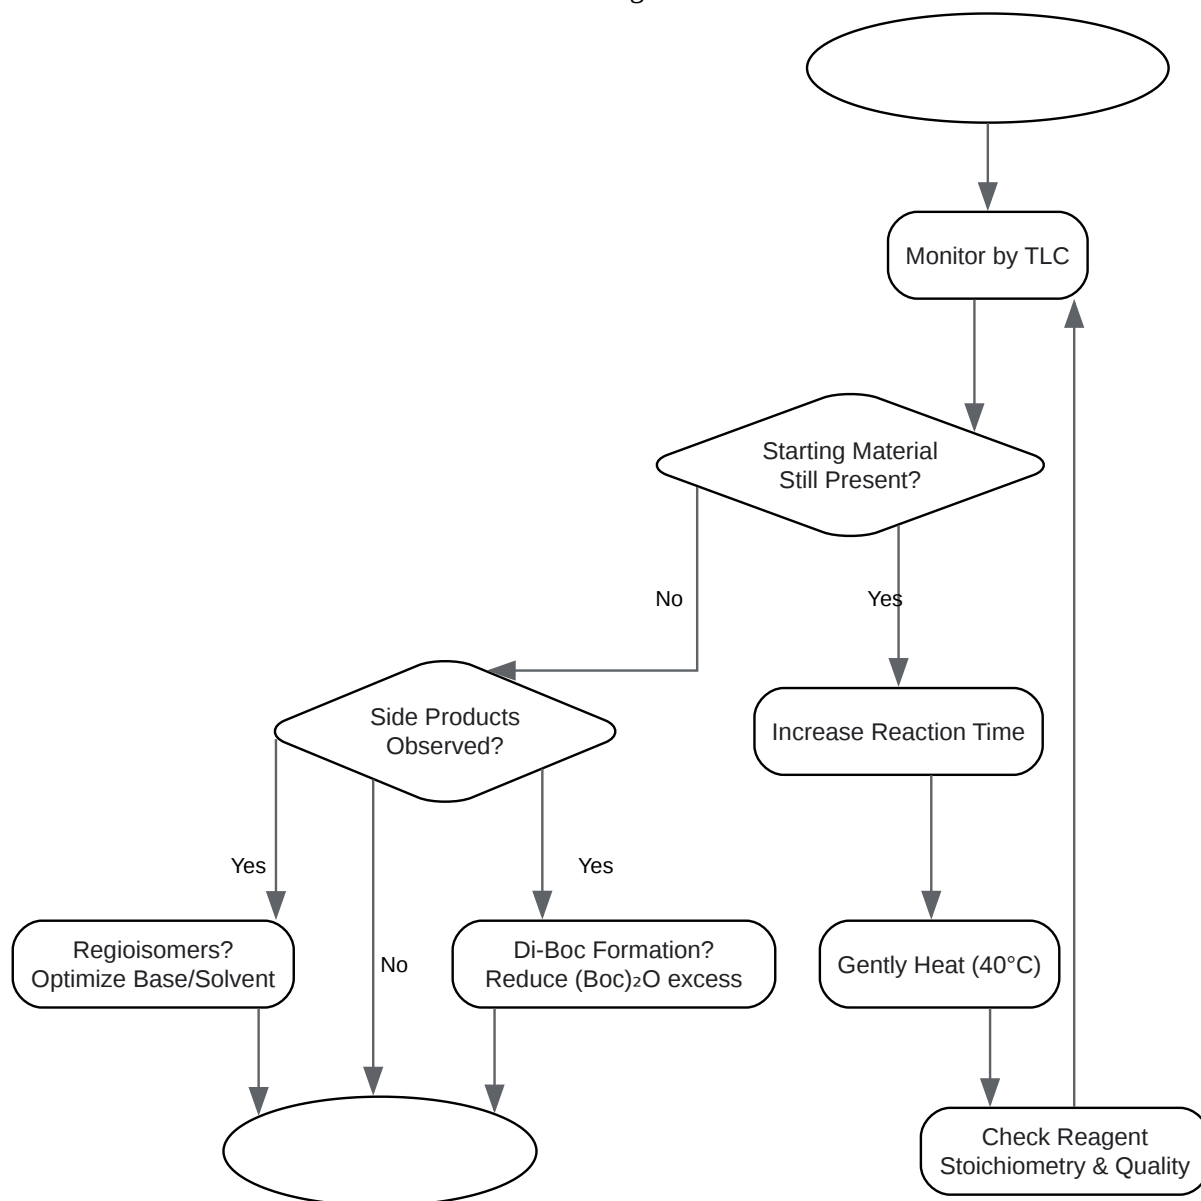 Monitor by TLC
Starting Material
Still Present?
No
Yes
Side Products
Observed?
Increase Reaction Time
Yes
Yes
Regioisomers?
Optimize Base/Solvent
No
Di-Boc Formation?
Reduce (Boc)₂O excess
Gently Heat (40°C)
Check Reagent
Stoichiometry & Quality